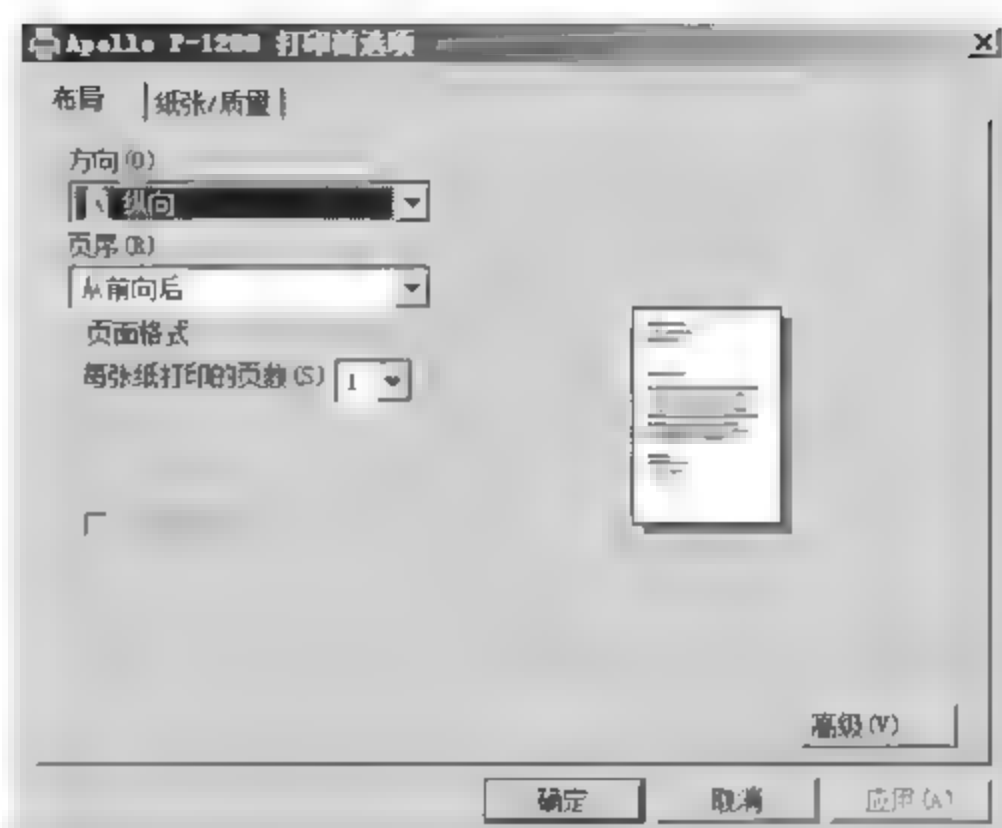 Apollo P-1200 打印首选项
布局 纸张/质量
方向(O)
纵向
页序(R)
从前向后
页面格式
每张纸打印的页数(S) 1
高级(V)
确定 取消 应用(A)